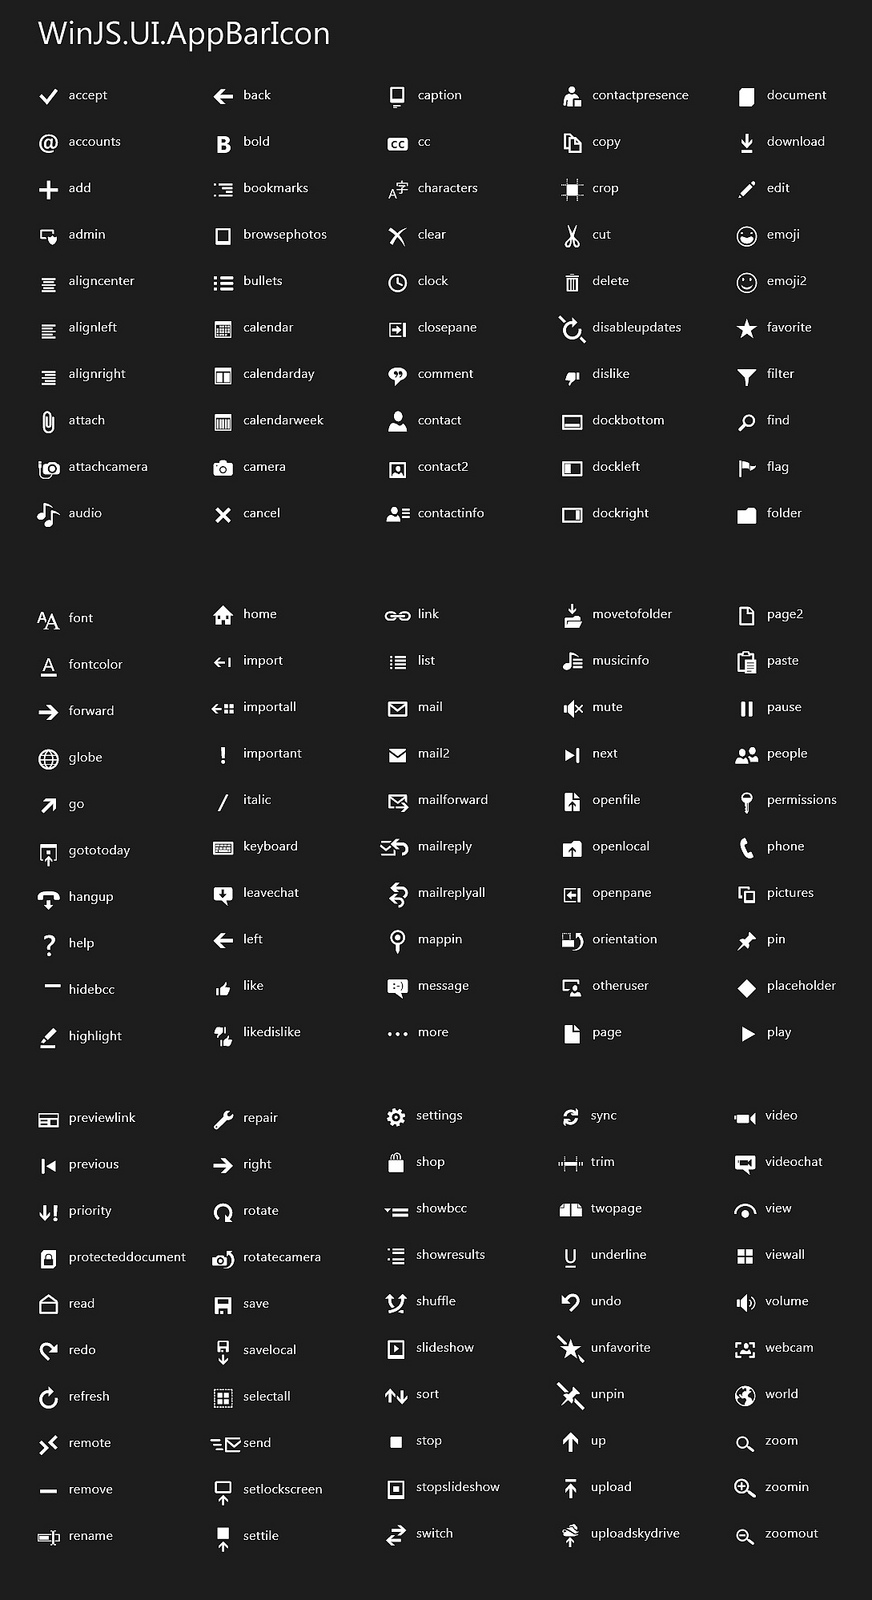 WinJS.UI.AppBarIcon
accept
accounts
add
admin
aligncenter
alignleft
alignright
attach
attachcamera
audio
back
bold
bookmarks
browsephotos
bullets
calendar
calendarday
calendarweek
camera
cancel
caption
cc
characters
clear
clock
closepane
comment
contact
contact2
contactinfo
contactpresence
copy
crop
cut
delete
disableupdates
dislike
dockbottom
dockleft
dockright
document
download
edit
emoji
emoji2
favorite
filter
find
flag
folder
font
fontcolor
forward
globe
go
gototoday
hangup
help
hidebcc
highlight
home
import
importall
important
italic
keyboard
leavechat
left
like
likedislike
link
list
mail
mail2
mailforward
mailreply
mailreplyall
mappin
message
more
movetofolder
musicinfo
mute
next
openfile
openlocal
openpane
orientation
otheruser
page
page2
paste
pause
people
permissions
phone
pictures
pin
placeholder
play
previewlink
previous
priority
protecteddocument
read
redo
refresh
remote
remove
rename
repair
right
rotate
rotatecamera
save
savelocal
selectall
send
setlockscreen
settile
settings
shop
showbcc
showresults
shuffle
slideshow
sort
stop
stopslideshow
switch
sync
trim
twopage
underline
undo
unfavorite
unpin
up
upload
uploadskydrive
video
videochat
view
viewall
volume
webcam
world
zoom
zoomin
zoomout